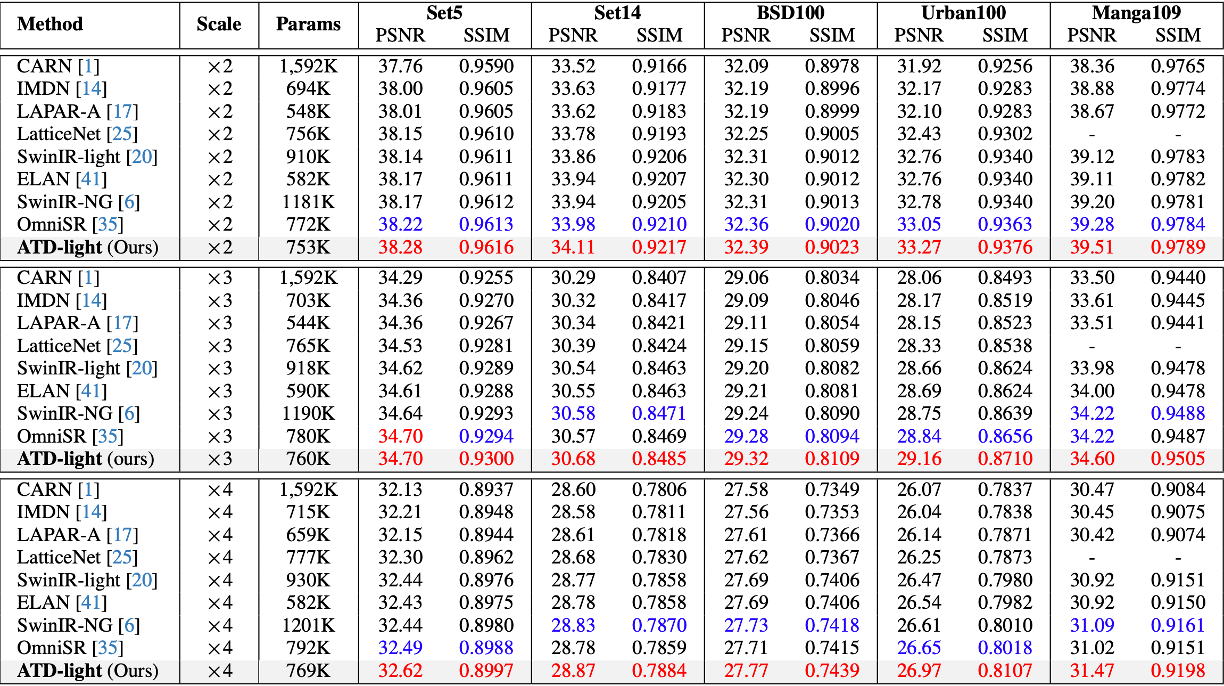 Method Scale Params Set5 Set14 BSD100 Urban100 Manga109
PSNR SSIM PSNR SSIM PSNR SSIM PSNR SSIM PSNR SSIM
CARN [1] ×2 1,592K 37.76 0.9590 33.52 0.9166 32.09 0.8978 31.92 0.9256 38.36 0.9765
IMDN [14] ×2 694K 38.00 0.9605 33.63 0.9177 32.19 0.8996 32.17 0.9283 38.88 0.9774
LAPAR-A [17] ×2 548K 38.01 0.9605 33.62 0.9183 32.19 0.8999 32.10 0.9283 38.67 0.9772
LatticeNet [25] ×2 756K 38.15 0.9610 33.78 0.9193 32.25 0.9005 32.43 0.9302 - -
SwinIR-light [20] ×2 910K 38.14 0.9611 33.86 0.9206 32.31 0.9012 32.76 0.9340 39.12 0.9783
ELAN [41] ×2 582K 38.17 0.9611 33.94 0.9207 32.30 0.9012 32.76 0.9340 39.11 0.9782
SwinIR-NG [6] ×2 1181K 38.17 0.9612 33.94 0.9205 32.31 0.9013 32.78 0.9340 39.20 0.9781
OmniSR [35] ×2 772K 38.22 0.9613 33.98 0.9210 32.36 0.9020 33.05 0.9363 39.28 0.9784
ATD-light (Ours) ×2 753K 38.28 0.9616 34.11 0.9217 32.39 0.9023 33.27 0.9376 39.51 0.9789
CARN [1] ×3 1,592K 34.29 0.9255 30.29 0.8407 29.06 0.8034 28.06 0.8493 33.50 0.9440
IMDN [14] ×3 703K 34.36 0.9270 30.32 0.8417 29.09 0.8046 28.17 0.8519 33.61 0.9445
LAPAR-A [17] ×3 544K 34.36 0.9267 30.34 0.8421 29.11 0.8054 28.15 0.8523 33.51 0.9441
LatticeNet [25] ×3 765K 34.53 0.9281 30.39 0.8424 29.15 0.8059 28.33 0.8538 - -
SwinIR-light [20] ×3 918K 34.62 0.9289 30.54 0.8463 29.20 0.8082 28.66 0.8624 33.98 0.9478
ELAN [41] ×3 590K 34.61 0.9288 30.55 0.8463 29.21 0.8081 28.69 0.8624 34.00 0.9478
SwinIR-NG [6] ×3 1190K 34.64 0.9293 30.58 0.8471 29.24 0.8090 28.75 0.8639 34.22 0.9488
OmniSR [35] ×3 780K 34.70 0.9294 30.57 0.8469 29.28 0.8094 28.84 0.8656 34.22 0.9487
ATD-light (ours) ×3 760K 34.70 0.9300 30.68 0.8485 29.32 0.8109 29.16 0.8710 34.60 0.9505
CARN [1] ×4 1,592K 32.13 0.8937 28.60 0.7806 27.58 0.7349 26.07 0.7837 30.47 0.9084
IMDN [14] ×4 715K 32.21 0.8948 28.58 0.7811 27.56 0.7353 26.04 0.7838 30.45 0.9075
LAPAR-A [17] ×4 659K 32.15 0.8944 28.61 0.7818 27.61 0.7366 26.14 0.7871 30.42 0.9074
LatticeNet [25] ×4 777K 32.30 0.8962 28.68 0.7830 27.62 0.7367 26.25 0.7873 - -
SwinIR-light [20] ×4 930K 32.44 0.8976 28.77 0.7858 27.69 0.7406 26.47 0.7980 30.92 0.9151
ELAN [41] ×4 582K 32.43 0.8975 28.78 0.7858 27.69 0.7406 26.54 0.7982 30.92 0.9150
SwinIR-NG [6] ×4 1201K 32.44 0.8980 28.83 0.7870 27.73 0.7418 26.61 0.8010 31.09 0.9161
OmniSR [35] ×4 792K 32.49 0.8988 28.78 0.7859 27.71 0.7415 26.65 0.8018 31.02 0.9151
ATD-light (Ours) ×4 769K 32.62 0.8997 28.87 0.7884 27.77 0.7439 26.97 0.8107 31.47 0.9198